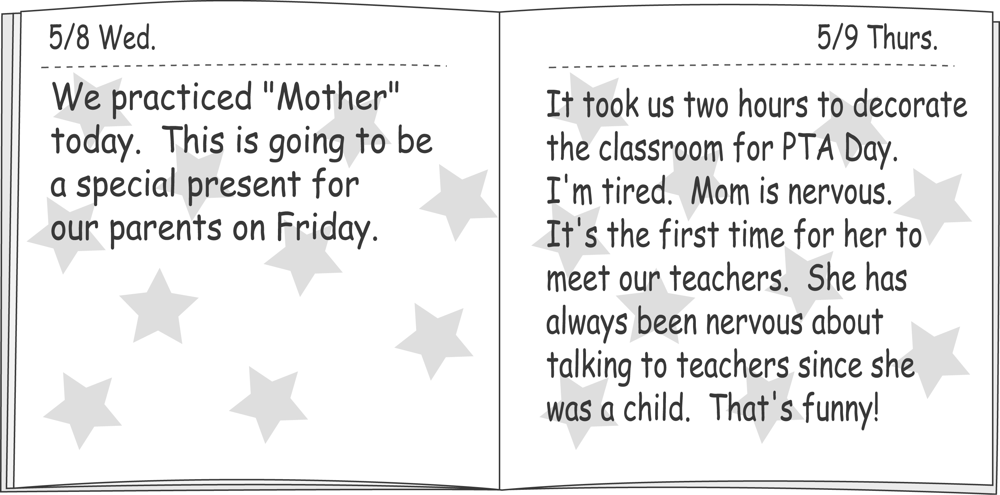 5/8 Wed.
We practiced "Mother"
today.  This is going to be
a special present for
our parents on Friday.
5/9 Thurs.
It took us two hours to decorate
the classroom for PTA Day.
I'm tired.  Mom is nervous.
It's the first time for her to
meet our teachers.  She has
always been nervous about
talking to teachers since she
was a child.  That's funny!